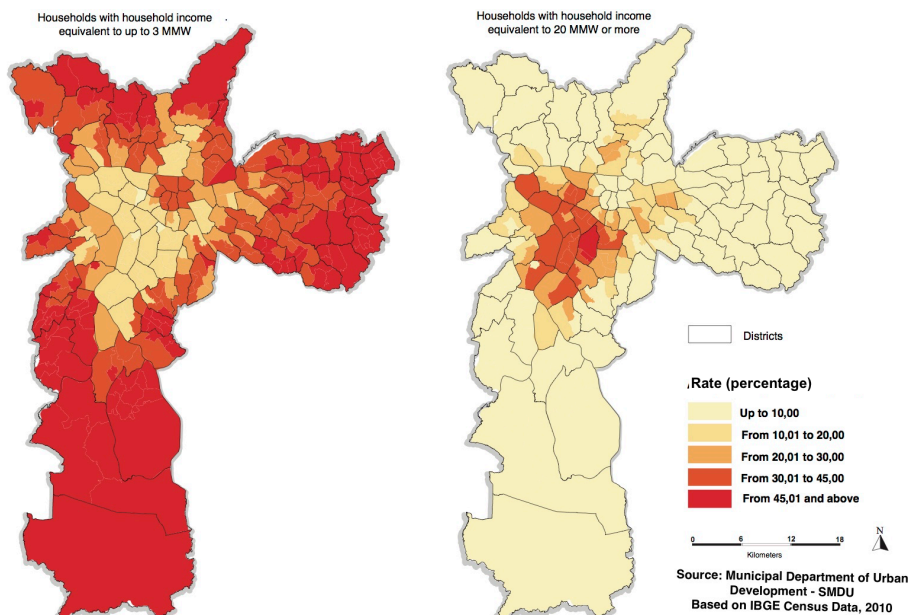 Households with household income
equivalent to up to 3 MMW
Households with household income
equivalent to 20 MMW or more
Districts
Rate (percentage)
Up to 10,00
From 10,01 to 20,00
From 20,01 to 30,00
From 30,01 to 45,00
From 45,01 and above
0 6 12 18
Kilometers
N
Source: Municipal Department of Urban
Development - SMDU
Based on IBGE Census Data, 2010